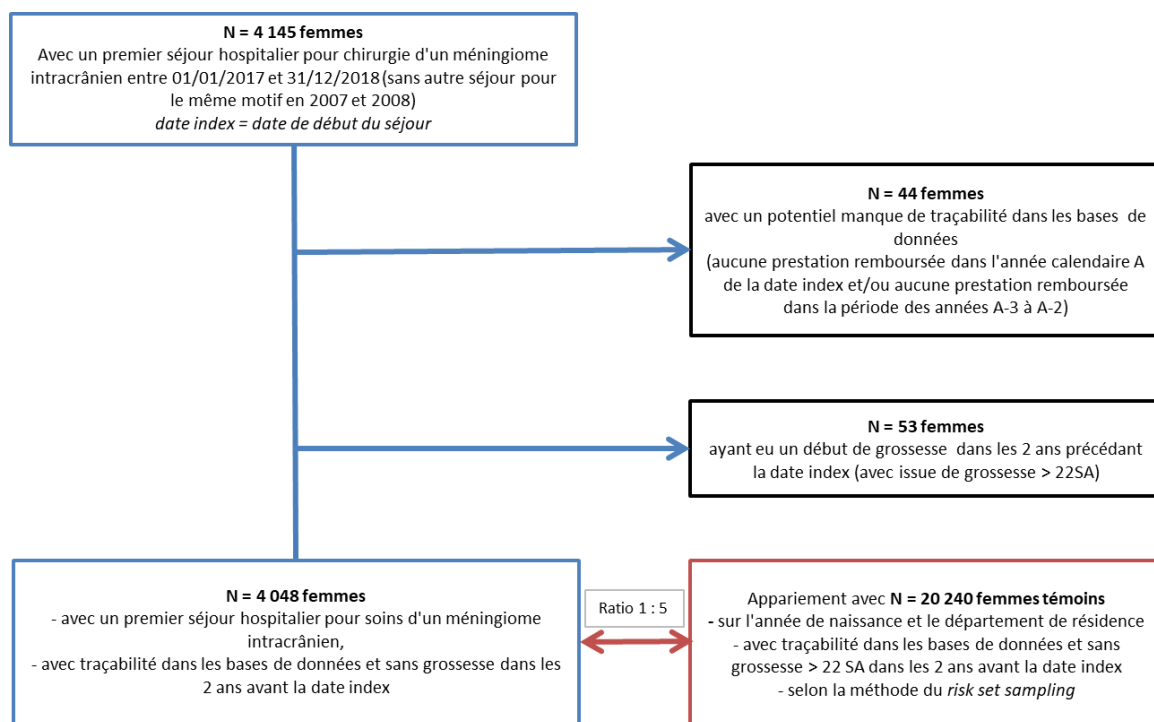 N = 4 145 femmes
Avec un premier séjour hospitalier pour chirurgie d'un méningiome
intracrânien entre 01/01/2017 et 31/12/2018 (sans autre séjour pour
le même motif en 2007 et 2008)
date index = date de début du séjour
N = 44 femmes
avec un potentiel manque de traçabilité dans les bases de
données
(aucune prestation remboursée dans l'année calendaire A
de la date index et/ou aucune prestation remboursée
dans la période des années A-3 à A-2)
N = 53 femmes
ayant eu un début de grossesse dans les 2 ans précédant
la date index (avec issue de grossesse > 22SA)
N = 4 048 femmes
- avec un premier séjour hospitalier pour soins d'un méningiome
intracrânien,
- avec traçabilité dans les bases de données et sans grossesse dans les
2 ans avant la date index
Ratio 1 : 5
Appariement avec N = 20 240 femmes témoins
- sur l'année de naissance et le département de résidence
- avec traçabilité dans les bases de données et sans
grossesse > 22 SA dans les 2 ans avant la date index
- selon la méthode du risk set sampling